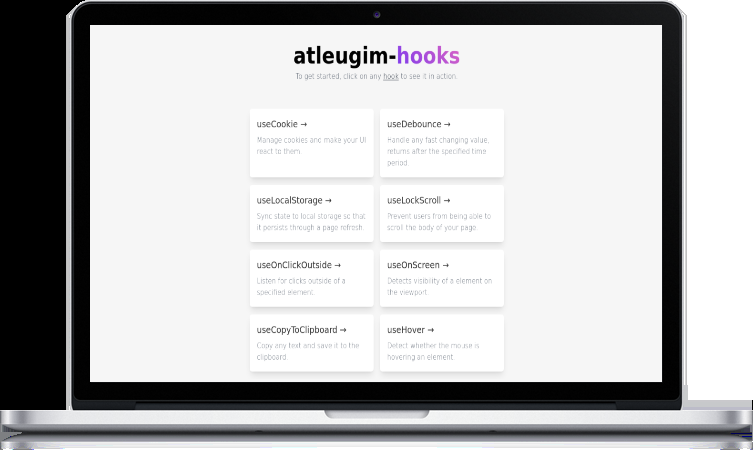 atleugim-hooks
To get started, click on any hook to see it in action.
useCookie →
Manage cookies and make your UI
react to them.
useDebounce →
Handle any fast changing value,
returns after the specified time
period.
useLocalStorage →
Sync state to local storage so that
it persists through a page refresh.
useLockScroll →
Prevent users from being able to
scroll the body of your page.
useOnClickOutside →
Listen for clicks outside of a
specified element.
useOnScreen →
Detects visibility of a element on
the viewport.
useCopyToClipboard →
Copy any text and save it to the
clipboard.
useHover →
Detect whether the mouse is
hovering an element.